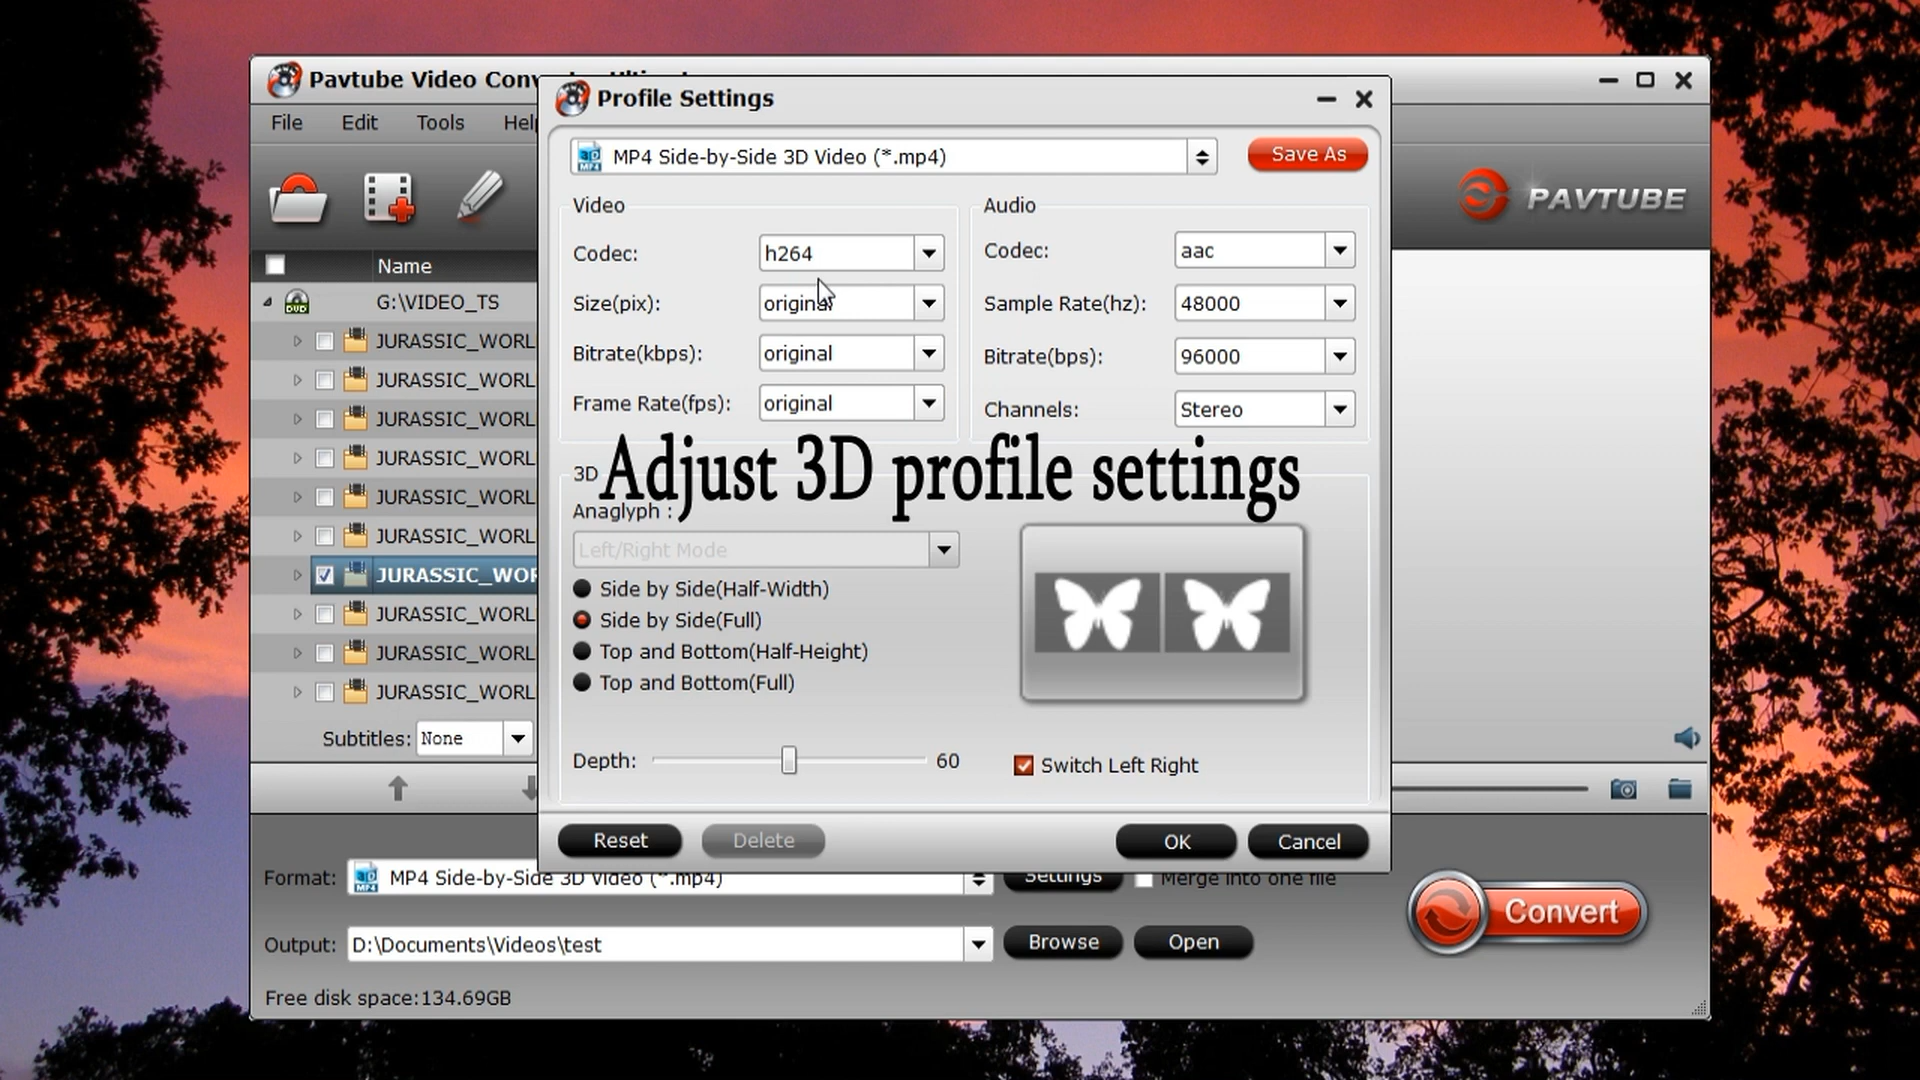 Pavtube Video Conv
Profile Settings
File Edit Tools Help
MP4 Side-by-Side 3D Video (*.mp4)
Save As
PAVTUBE
Video
Codec: h264
Size(pix): original
Bitrate(kbps): original
Frame Rate(fps): original
Audio
Codec: aac
Sample Rate(hz): 48000
Bitrate(bps): 96000
Channels: Stereo
Name
G:\VIDEO_TS
JURASSIC_WORL
JURASSIC_WORL
JURASSIC_WORL
JURASSIC_WORL
JURASSIC_WORL
JURASSIC_WORL
JURASSIC_WOR
JURASSIC_WORL
JURASSIC_WORL
JURASSIC_WORL
Subtitles: None
Adjust 3D profile settings
3D
Anaglyph :
Left/Right Mode
Side by Side(Half-Width)
Side by Side(Full)
Top and Bottom(Half-Height)
Top and Bottom(Full)
Depth: 60
Switch Left Right
Reset Delete OK Cancel
Format: MP4 Side-by-Side 3D Video (*.mp4) Settings Merge into one file
Convert
Output: D:\Documents\Videos\test Browse Open
Free disk space:134.69GB